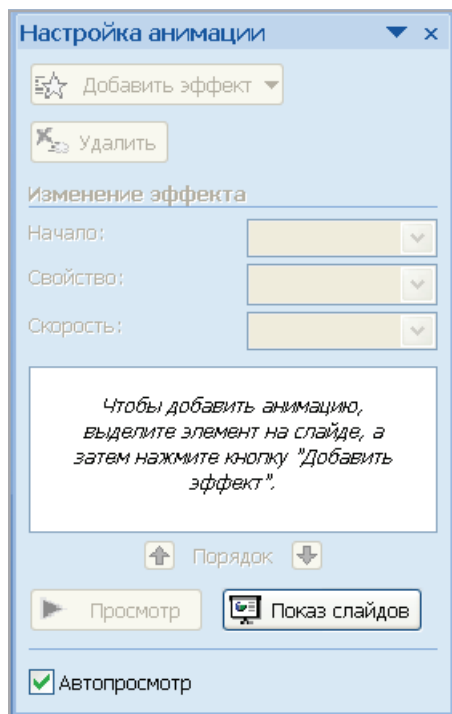 Настройка анимации
Добавить эффект
Удалить
Изменение эффекта
Начало:
Свойство:
Скорость:
Чтобы добавить анимацию,
выделите элемент на слайде, а
затем нажмите кнопку "Добавить
эффект".
Порядок
Просмотр
Показ слайдов
Автопросмотр